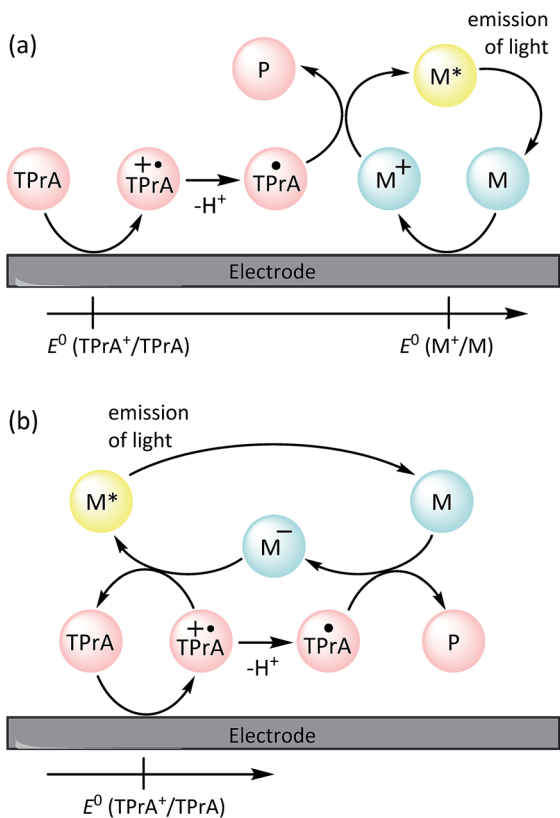 (a)
emission
of light
P
M*
TPrA
+•
TPrA
-H+
•
TPrA
M+
M
Electrode
E0 (TPrA+/TPrA)
E0 (M+/M)
(b)
emission
of light
M*
M
M−
TPrA
+•
TPrA
-H+
•
TPrA
P
Electrode
E0 (TPrA+/TPrA)